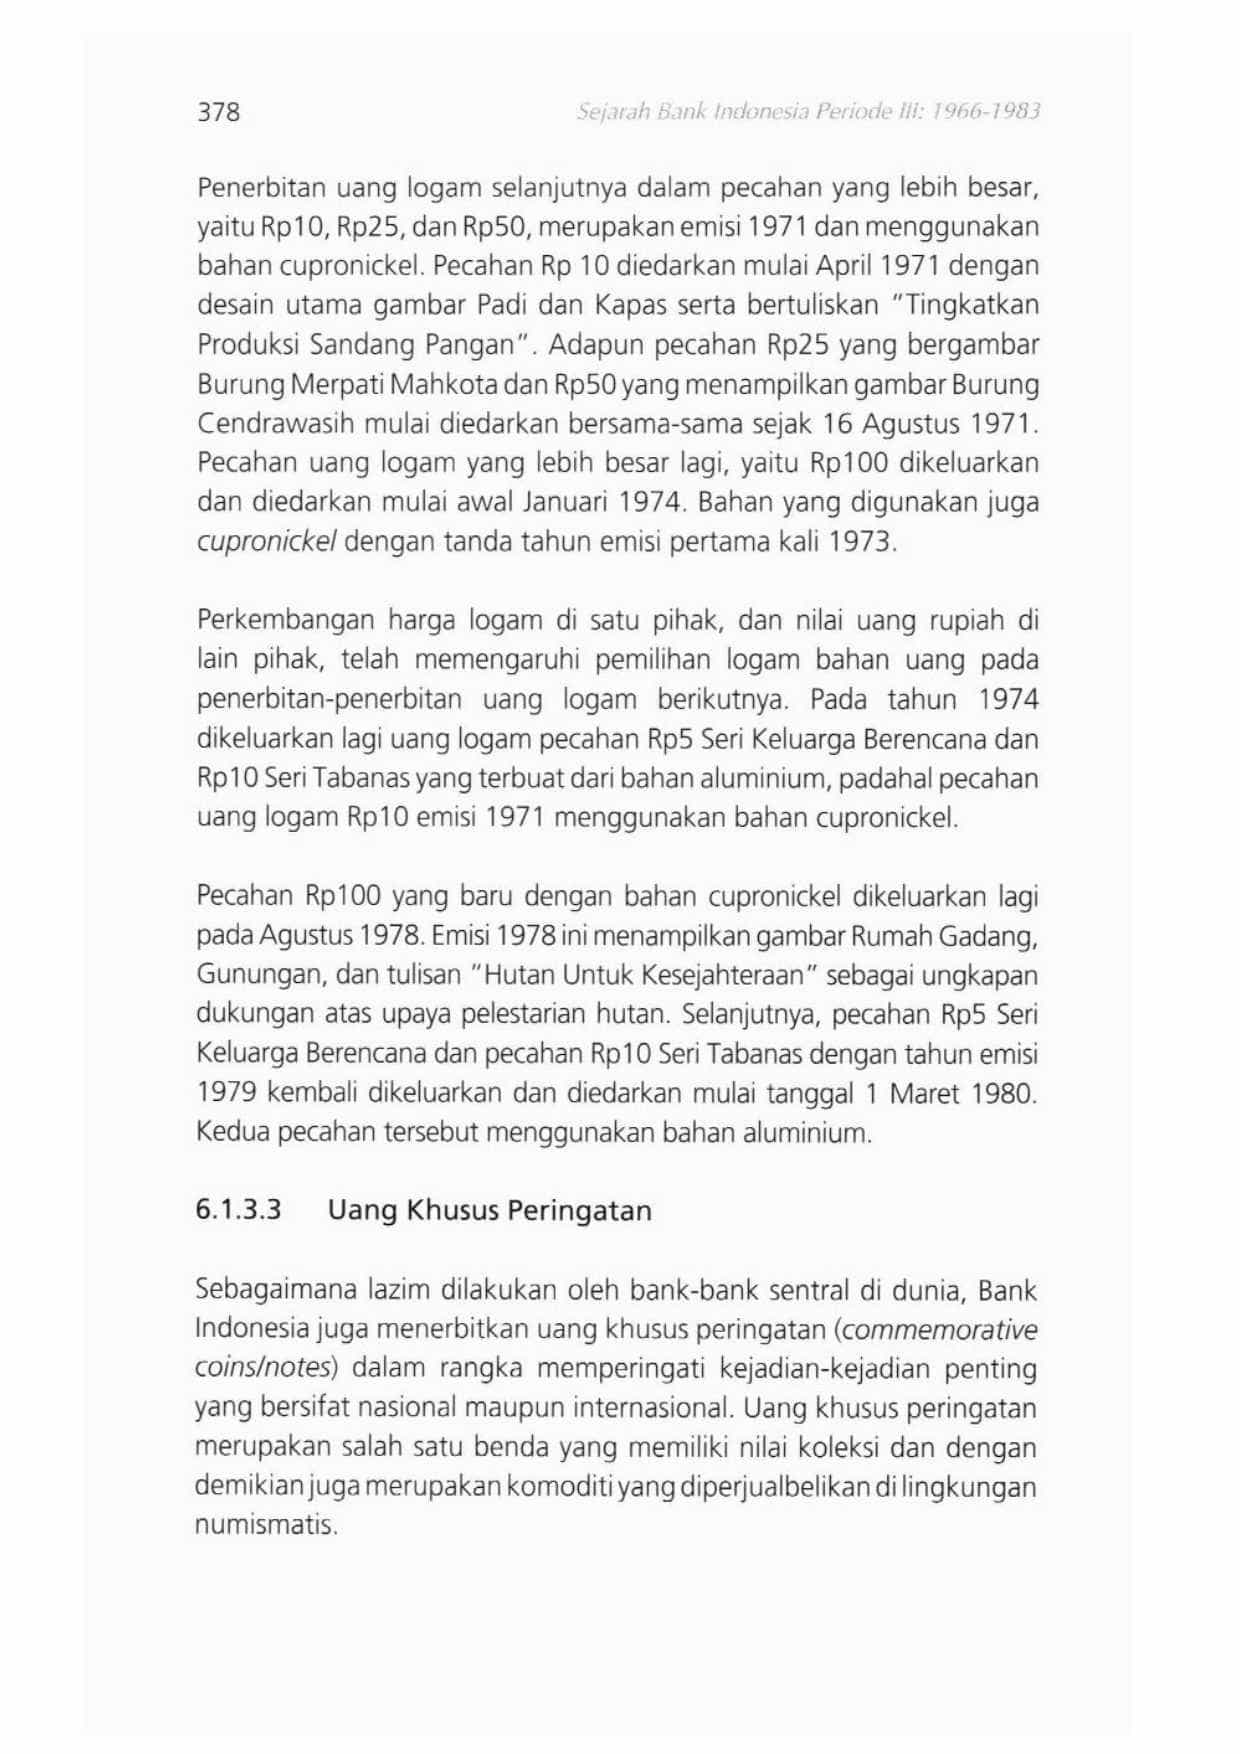 378
Sejarah Bank Indonesia Periode III: 1966-1983
Penerbitan uang logam selanjutnya dalam pecahan yang lebih besar,
yaitu Rp10, Rp25, dan Rp50, merupakan emisi 1971 dan menggunakan
bahan cupronickel. Pecahan Rp 10 diedarkan mulai April 1971 dengan
desain utama gambar Padi dan Kapas serta bertuliskan "Tingkatkan
Produksi Sandang Pangan". Adapun pecahan Rp25 yang bergambar
Burung Merpati Mahkota dan Rp50 yang menampilkan gambar Burung
Cendrawasih mulai diedarkan bersama-sama sejak 16 Agustus 1971.
Pecahan uang logam yang lebih besar lagi, yaitu Rp100 dikeluarkan
dan diedarkan mulai awal Januari 1974. Bahan yang digunakan juga
cupronickel dengan tanda tahun emisi pertama kali 1973.
Perkembangan harga logam di satu pihak, dan nilai uang rupiah di
lain pihak, telah memengaruhi pemilihan logam bahan uang pada
penerbitan-penerbitan uang logam berikutnya. Pada tahun 1974
dikeluarkan lagi uang logam pecahan Rp5 Seri Keluarga Berencana dan
Rp10 Seri Tabanas yang terbuat dari bahan aluminium, padahal pecahan
uang logam Rp10 emisi 1971 menggunakan bahan cupronickel.
Pecahan Rp100 yang baru dengan bahan cupronickel dikeluarkan lagi
pada Agustus 1978. Emisi 1978 ini menampilkan gambar Rumah Gadang,
Gunungan, dan tulisan "Hutan Untuk Kesejahteraan" sebagai ungkapan
dukungan atas upaya pelestarian hutan. Selanjutnya, pecahan Rp5 Seri
Keluarga Berencana dan pecahan Rp10 Seri Tabanas dengan tahun emisi
1979 kembali dikeluarkan dan diedarkan mulai tanggal 1 Maret 1980.
Kedua pecahan tersebut menggunakan bahan aluminium.
6.1.3.3 Uang Khusus Peringatan
Sebagaimana lazim dilakukan oleh bank-bank sentral di dunia, Bank
Indonesia juga menerbitkan uang khusus peringatan (commemorative
coins/notes) dalam rangka memperingati kejadian-kejadian penting
yang bersifat nasional maupun internasional. Uang khusus peringatan
merupakan salah satu benda yang memiliki nilai koleksi dan dengan
demikian juga merupakan komoditi yang diperjualbelikan di lingkungan
numismatis.